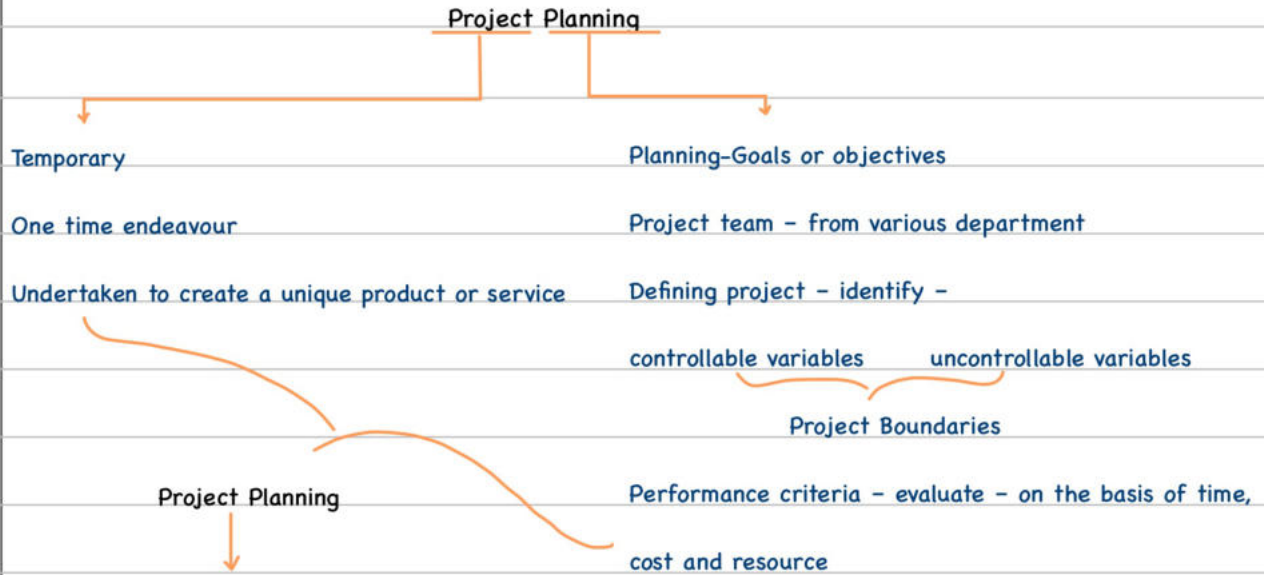 Project Planning
Temporary
One time endeavour
Undertaken to create a unique product or service
Project Planning
Planning-Goals or objectives
Project team - from various department
Defining project - identify -
controllable variables uncontrollable variables
Project Boundaries
Performance criteria - evaluate - on the basis of time,
cost and resource